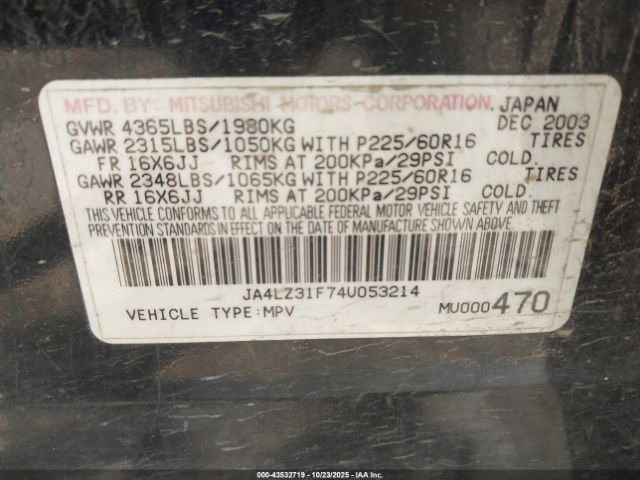 MFD. BY MITSUBISHI MOTORS CORPORATION, JAPAN
GVWR 4365LBS/1980KG DEC 2003
GAWR 2315LBS/1050KG WITH P225/60R16 TIRES
FR 16X6JJ RIMS AT 200KPa/29PSI COLD.
GAWR 2348LBS/1065KG WITH P225/60R16 TIRES
RR 16X6JJ RIMS AT 200KPa/29PSI COLD.
THIS VEHICLE CONFORMS TO ALL APPLICABLE FEDERAL MOTOR VEHICLE SAFETY AND THEFT
PREVENTION STANDARDS IN EFFECT ON THE DATE OF MANUFACTURE SHOWN ABOVE.
JA4LZ31F74U053214
VEHICLE TYPE:MPV MU000470
000-43532719 | 10/23/2025 - Copyright © IAA, Inc.